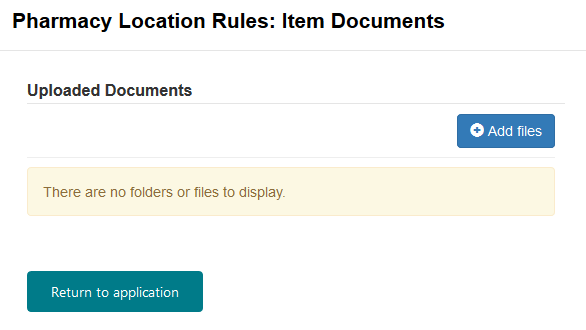 Pharmacy Location Rules: Item Documents
Uploaded Documents
Add files
There are no folders or files to display.
Return to application